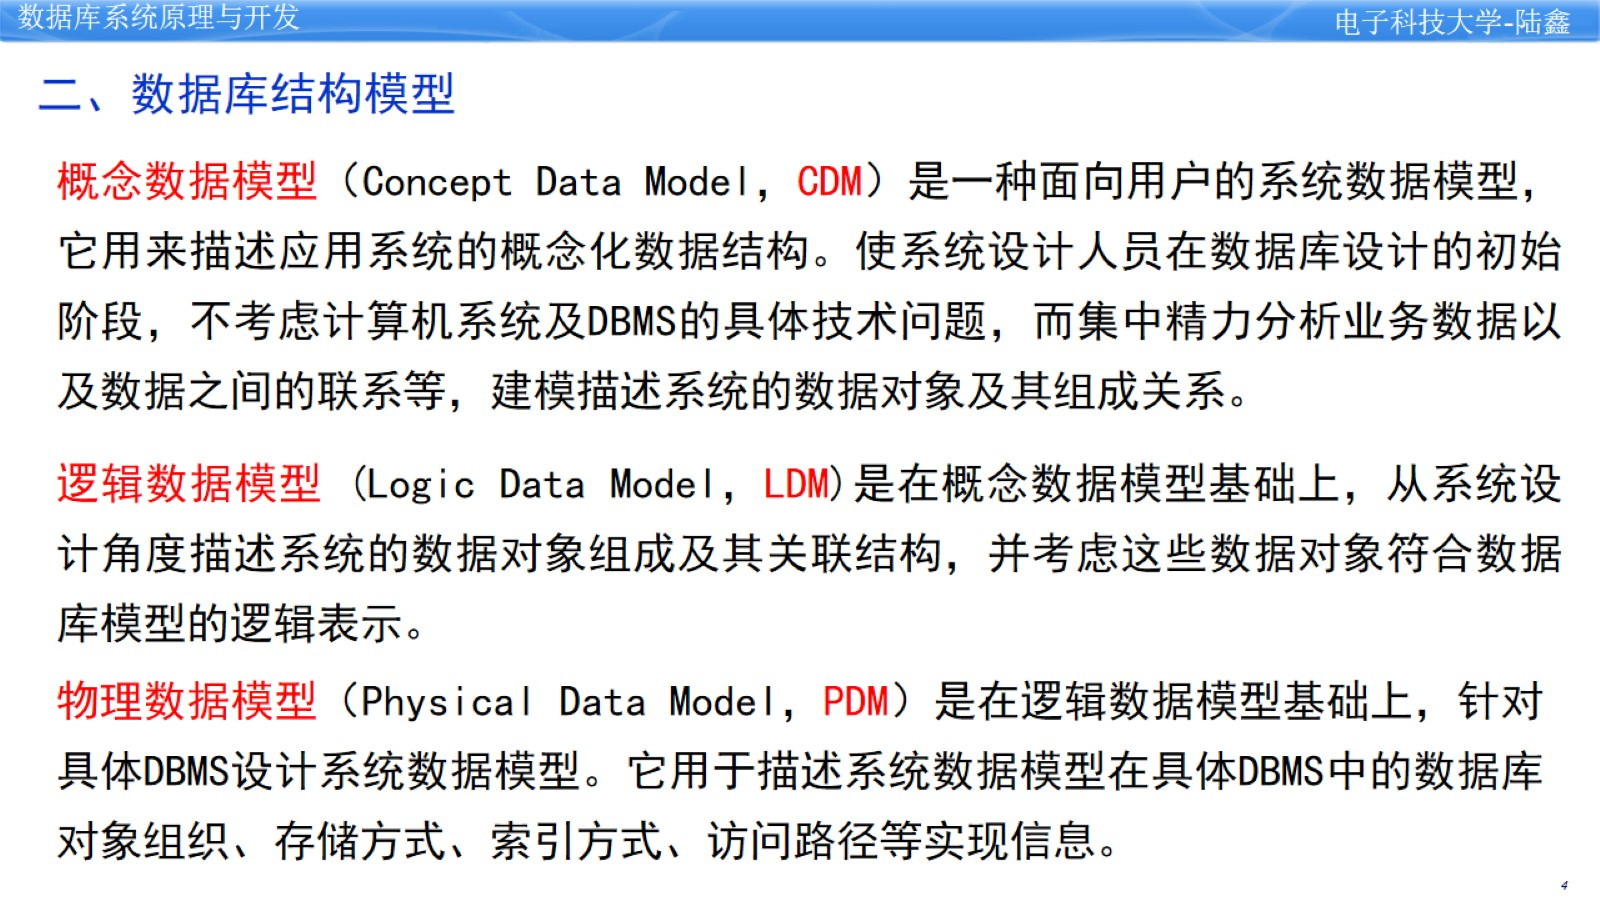 数据库系统原理与开发
电子科技大学-陆鑫
二、数据库结构模型
概念数据模型（Concept Data Model，CDM）是一种面向用户的系统数据模型，
它用来描述应用系统的概念化数据结构。使系统设计人员在数据库设计的初始
阶段，不考虑计算机系统及DBMS的具体技术问题，而集中精力分析业务数据以
及数据之间的联系等，建模描述系统的数据对象及其组成关系。
逻辑数据模型 (Logic Data Model，LDM)是在概念数据模型基础上，从系统设
计角度描述系统的数据对象组成及其关联结构，并考虑这些数据对象符合数据
库模型的逻辑表示。
物理数据模型（Physical Data Model，PDM）是在逻辑数据模型基础上，针对
具体DBMS设计系统数据模型。它用于描述系统数据模型在具体DBMS中的数据库
对象组织、存储方式、索引方式、访问路径等实现信息。
4